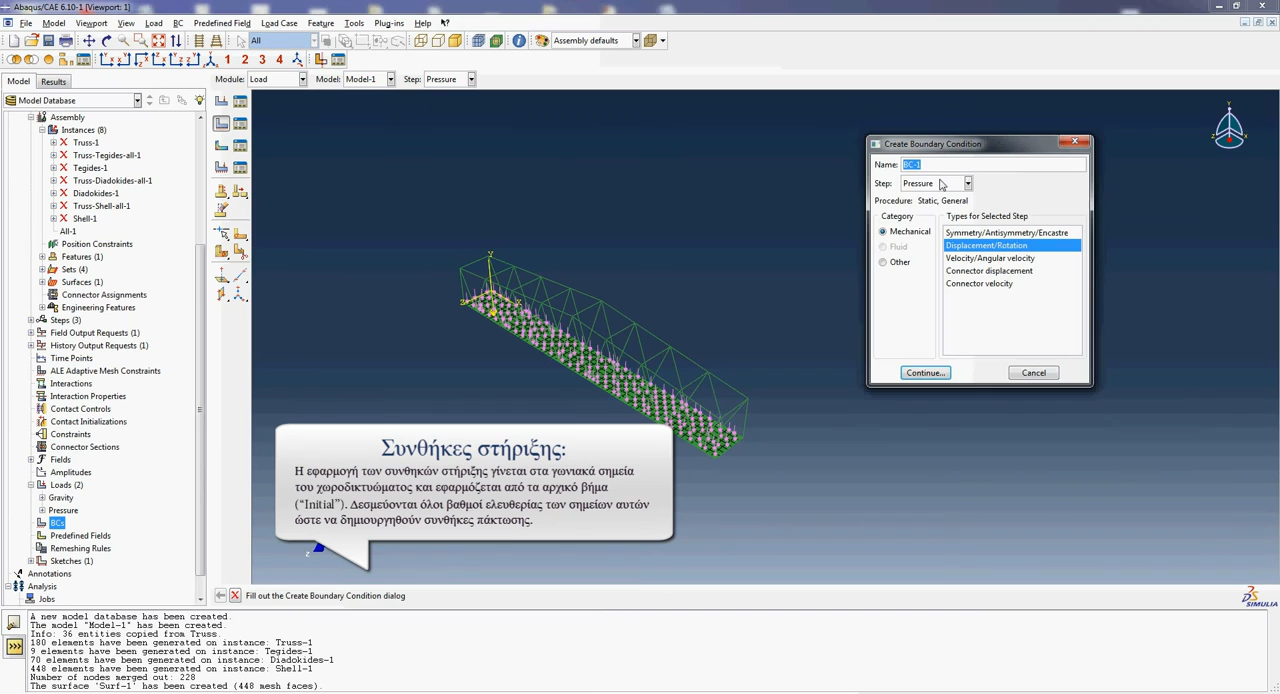 Abaqus/CAE 6.10-1 [Viewport: 1]
File Model Viewport View Load BC Predefined Field Load Case Feature Tools Plug-ins Help
All
Assembly defaults
1 2 3 4
Model Results
Module: Load Model: Model-1 Step: Pressure
Model Database
Assembly
Instances (8)
Truss-1
Truss-Tegides-all-1
Tegides-1
Truss-Diadokides-all-1
Diadokides-1
Truss-Shell-all-1
Shell-1
All-1
Position Constraints
Features (1)
Sets (4)
Surfaces (1)
Connector Assignments
Engineering Features
Steps (3)
Field Output Requests (1)
History Output Requests (1)
Time Points
ALE Adaptive Mesh Constraints
Interactions
Interaction Properties
Contact Controls
Contact Initializations
Constraints
Connector Sections
Fields
Amplitudes
Loads (2)
Gravity
Pressure
BCs
Predefined Fields
Remeshing Rules
Sketches (1)
Annotations
Analysis
Jobs
Create Boundary Condition
Name: BC-1
Step: Pressure
Procedure: Static, General
Category
Mechanical
Fluid
Other
Types for Selected Step
Symmetry/Antisymmetry/Encastre
Displacement/Rotation
Velocity/Angular velocity
Connector displacement
Connector velocity
Continue... Cancel
Συνθήκες στήριξης:
Η εφαρμογή των συνθηκών στήριξης γίνεται στα γωνιακά σημεία
του χωροδικτυώματος και εφαρμόζεται από τα αρχικό βήμα
(“Initial”). Δεσμεύονται όλοι βαθμοί ελευθερίας των σημείων αυτών
ώστε να δημιουργηθούν συνθήκες πάκτωσης.
Fill out the Create Boundary Condition dialog
SIMULIA
A new model database has been created.
The model "Model-1" has been created.
Info: 36 entities copied from Truss.
180 elements have been generated on instance: Truss-1
9 elements have been generated on instance: Tegides-1
70 elements have been generated on instance: Diadokides-1
448 elements have been generated on instance: Shell-1
Number of nodes merged out: 228
The surface 'Surf-1' has been created (448 mesh faces).